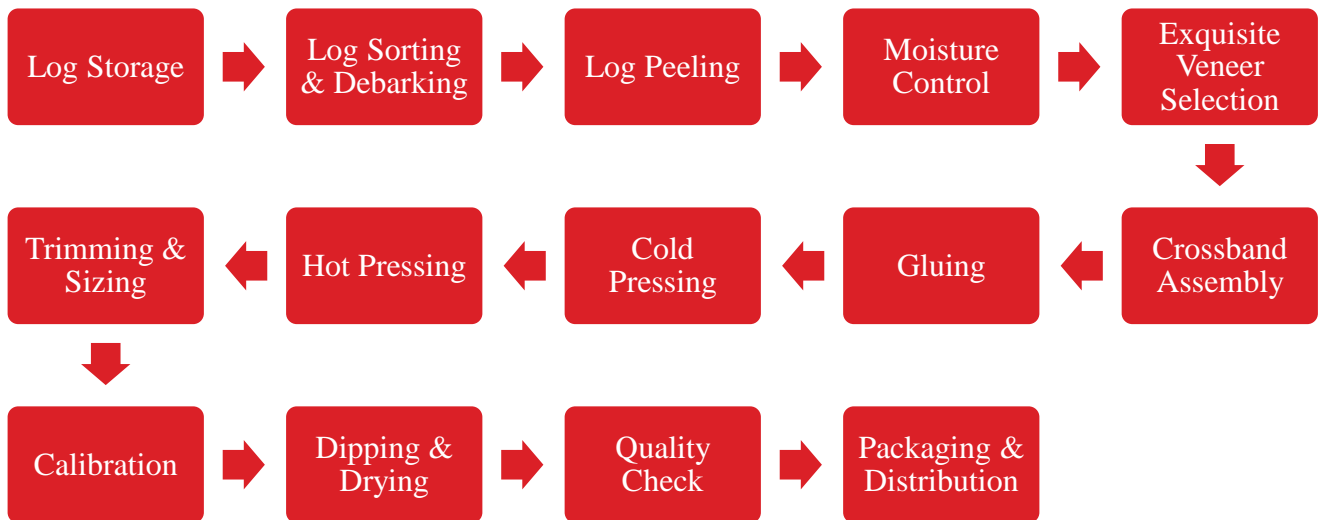 Log Storage
Log Sorting
& Debarking
Log Peeling
Moisture
Control
Exquisite
Veneer
Selection
Crossband
Assembly
Gluing
Cold
Pressing
Hot Pressing
Trimming &
Sizing
Calibration
Dipping &
Drying
Quality
Check
Packaging &
Distribution